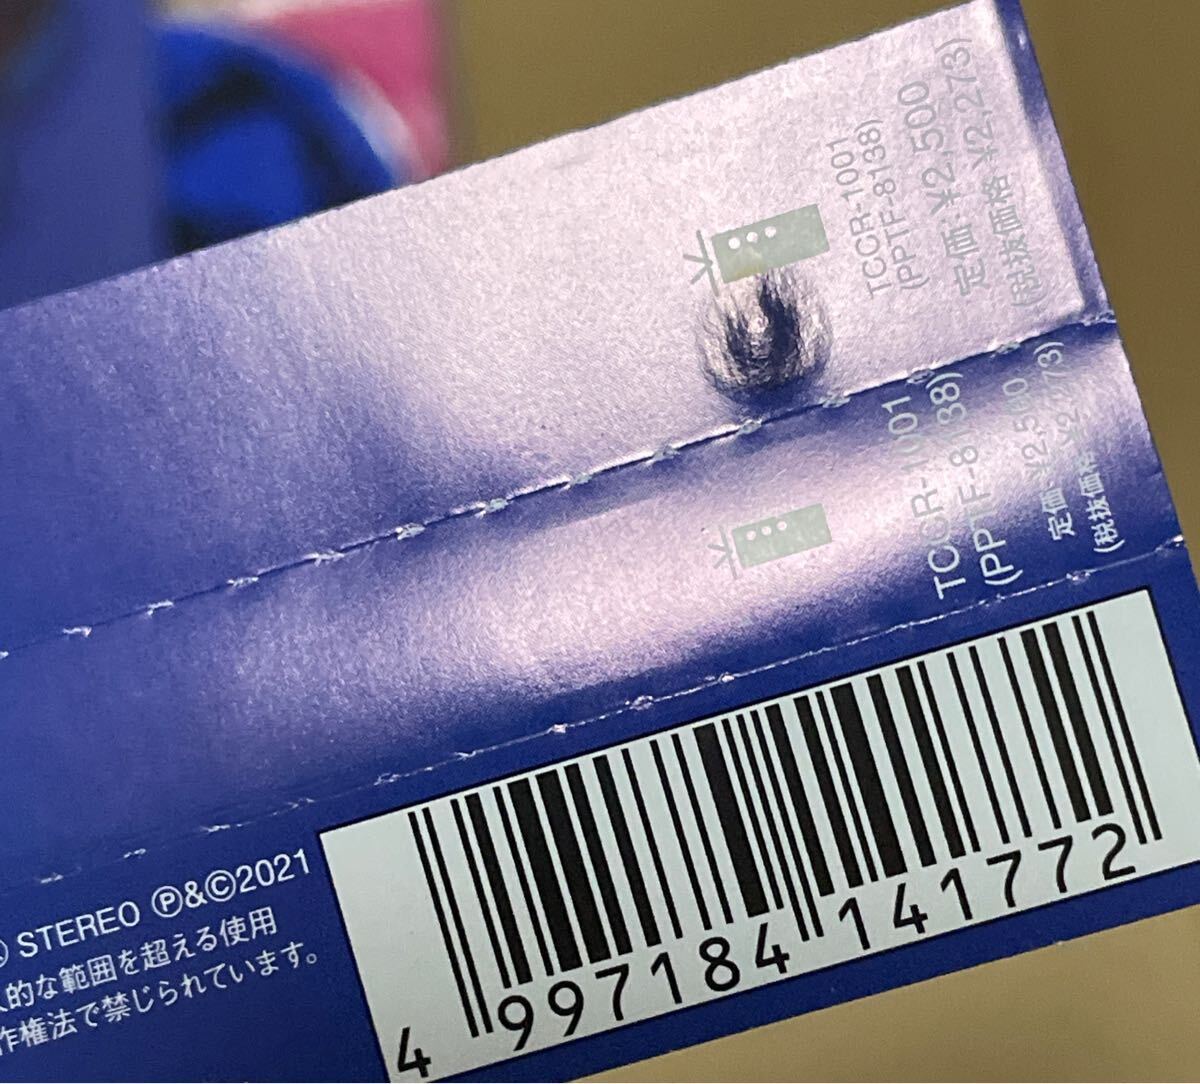 TCCR-1001
(PPTF-8138)
定価:¥2,500
(税抜価格 ¥2,273)
TCCR-1001
(PPTF-8138)
定価:¥2,500
(税抜価格 ¥2,273)
STEREO Ⓟ&Ⓒ2021
人的な範囲を超える使用
作権法で禁じられています。
4 997184 141772